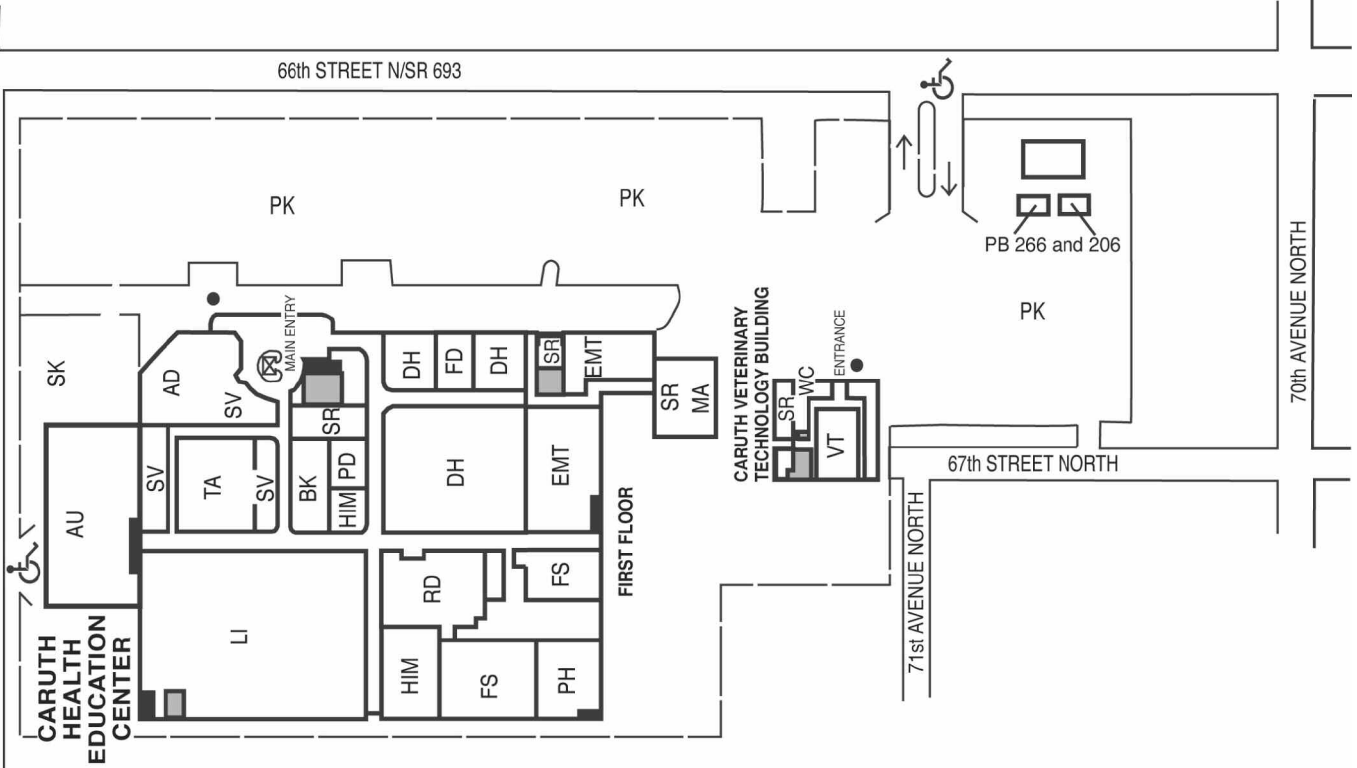 66th STREET N/SR 693
PK
PK
PB 266 and 206
PK
70th AVENUE NORTH
67th STREET NORTH
71st AVENUE NORTH
SK
MAIN ENTRY
AD
SV
SR
DH
FD
DH
SR
EMT
SR
MA
CARUTH VETERINARY
TECHNOLOGY BUILDING
SR
WC
ENTRANCE
VT
AU
SV
TA
SV
BK
PD
HIM
DH
EMT
FIRST FLOOR
LI
RD
FS
HIM
FS
PH
CARUTH
HEALTH
EDUCATION
CENTER